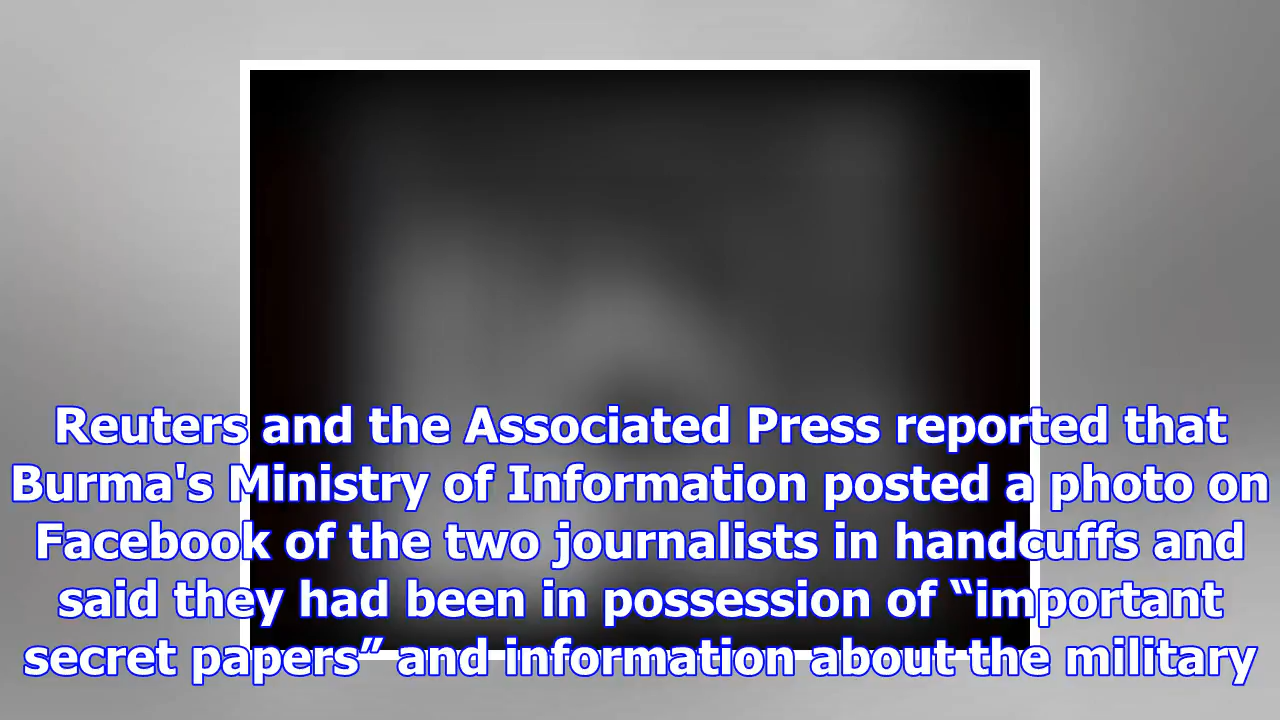 Reuters and the Associated Press reported that
Burma's Ministry of Information posted a photo on
Facebook of the two journalists in handcuffs and
said they had been in possession of “important
secret papers” and information about the military